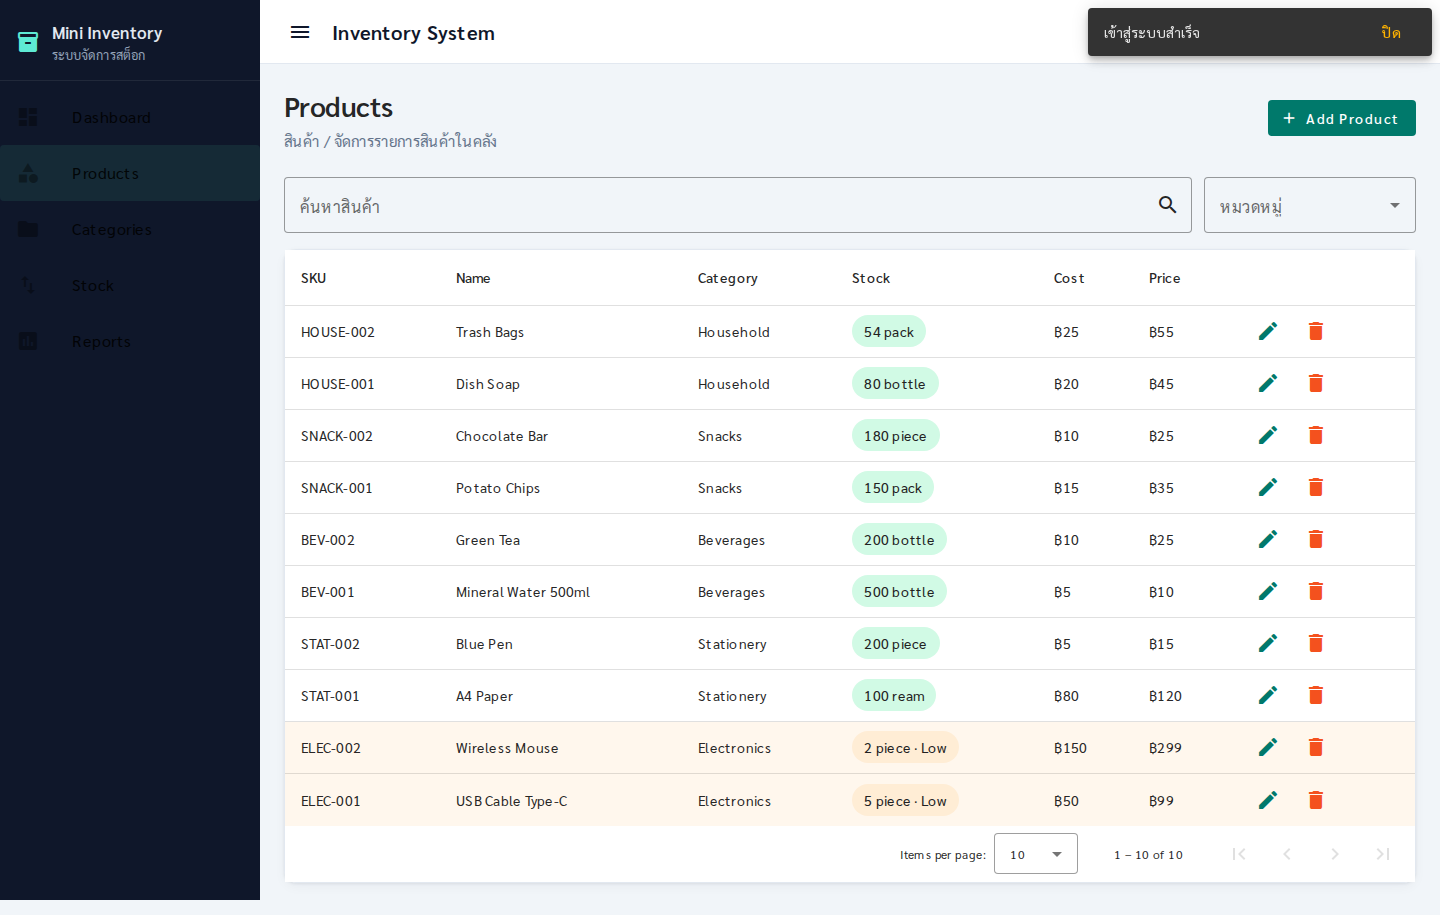 Mini Inventory
ระบบจัดการสต็อก
Dashboard
Products
Categories
Stock
Reports
Inventory System
เข้าสู่ระบบสำเร็จ ปิด
Products
สินค้า / จัดการรายการสินค้าในคลัง
Add Product
ค้นหาสินค้า
หมวดหมู่
SKU Name Category Stock Cost Price
HOUSE-002 Trash Bags Household 54 pack ฿25 ฿55
HOUSE-001 Dish Soap Household 80 bottle ฿20 ฿45
SNACK-002 Chocolate Bar Snacks 180 piece ฿10 ฿25
SNACK-001 Potato Chips Snacks 150 pack ฿15 ฿35
BEV-002 Green Tea Beverages 200 bottle ฿10 ฿25
BEV-001 Mineral Water 500ml Beverages 500 bottle ฿5 ฿10
STAT-002 Blue Pen Stationery 200 piece ฿5 ฿15
STAT-001 A4 Paper Stationery 100 ream ฿80 ฿120
ELEC-002 Wireless Mouse Electronics 2 piece · Low ฿150 ฿299
ELEC-001 USB Cable Type-C Electronics 5 piece · Low ฿50 ฿99
Items per page: 10 1 – 10 of 10